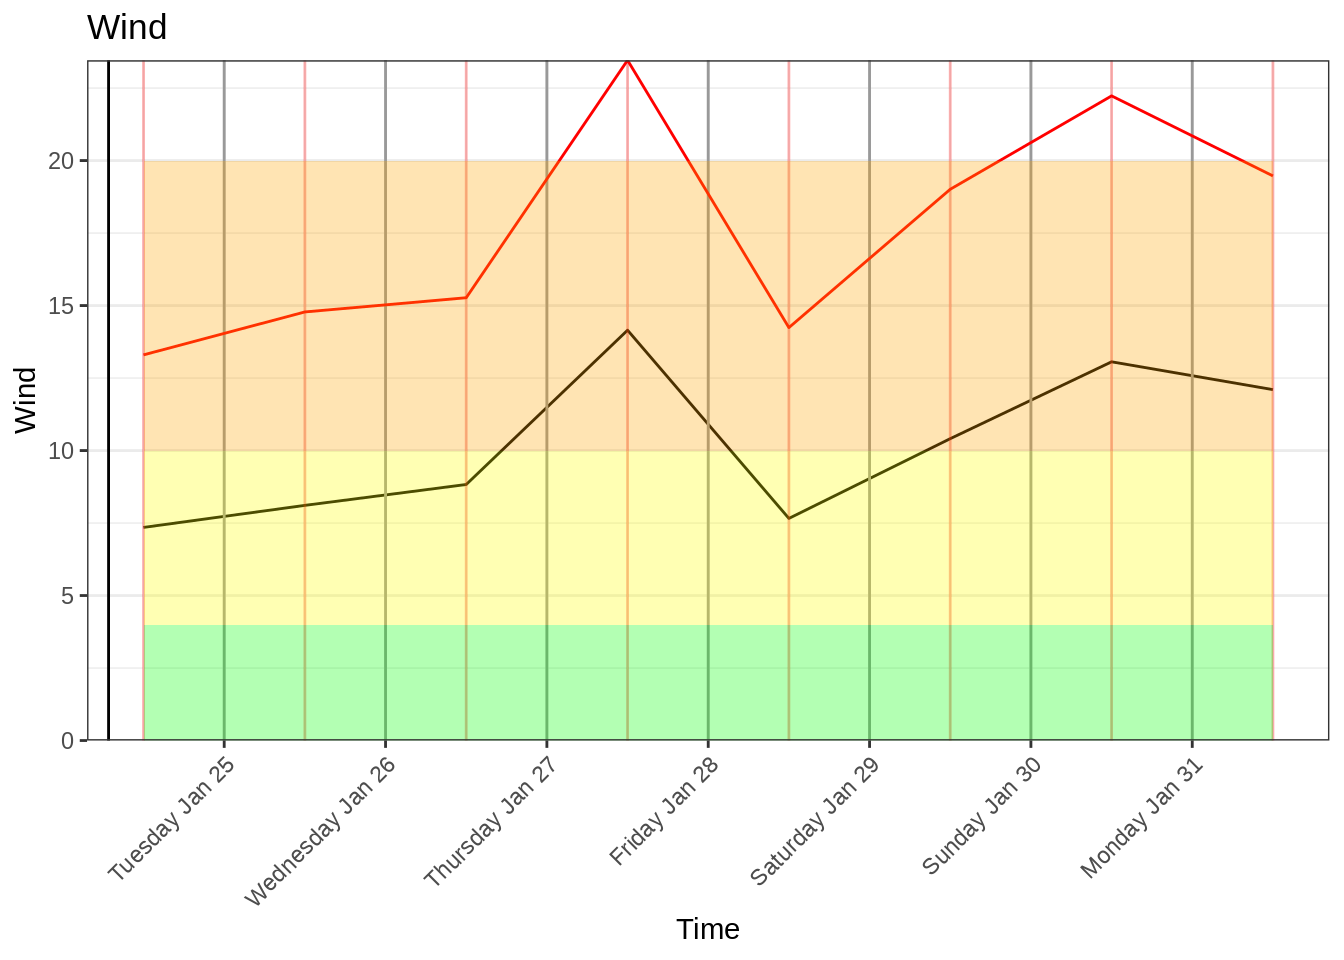 Wind
20
15
10
5
0
Wind
Tuesday Jan 25
Wednesday Jan 26
Thursday Jan 27
Friday Jan 28
Saturday Jan 29
Sunday Jan 30
Monday Jan 31
Time